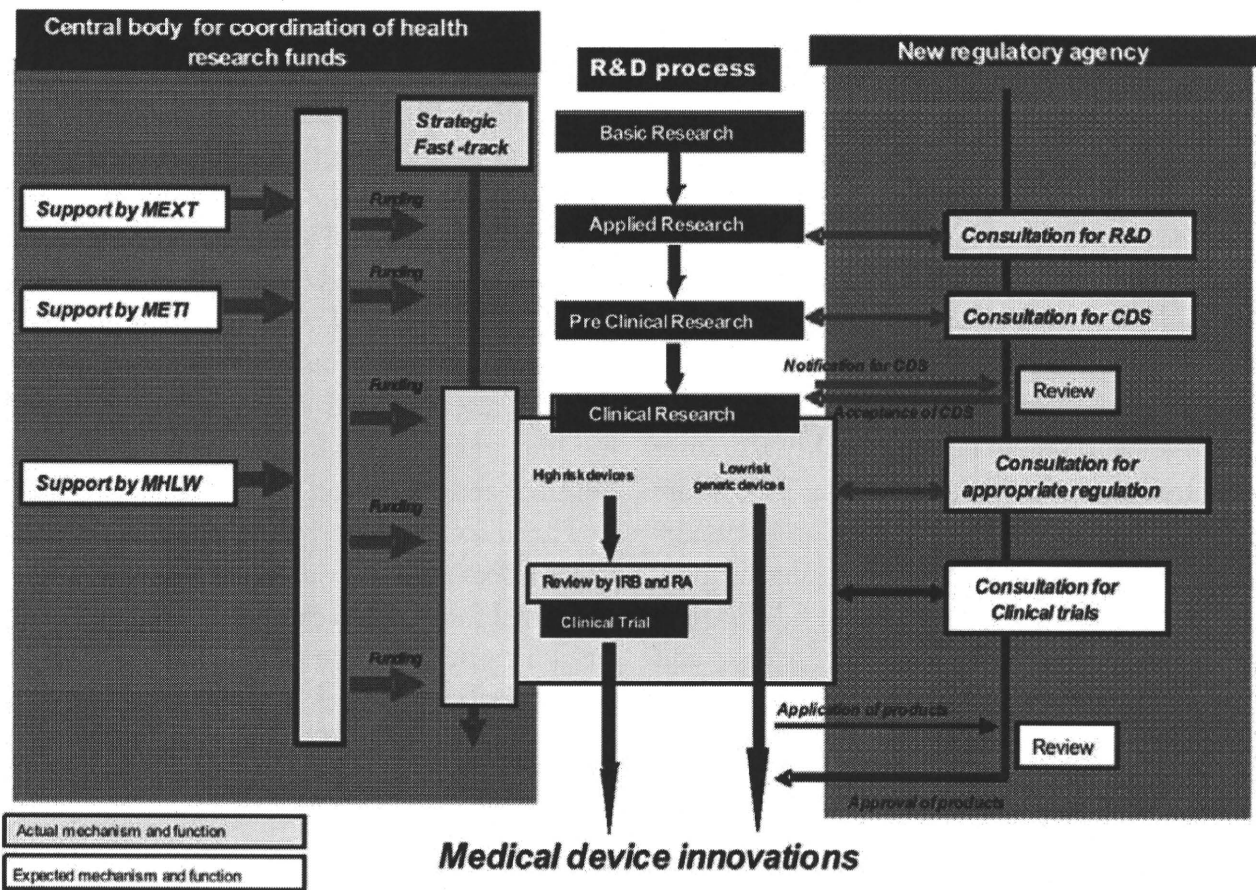 Central body for coordination of health
research funds
Strategic
Fast -track
Support by MEXT
Support by METI
Support by MHLW
Funding
Funding
Funding
Funding
Funding
R&D process
Basic Research
Applied Research
Pre Clinical Research
Clinical Research
High risk devices
Low risk
generic devices
Review by IRB and RA
Clinical Trial
New regulatory agency
Consultation for R&D
Consultation for CDS
Notification for CDS
Acceptance of CDS
Review
Consultation for
appropriate regulation
Consultation for
Clinical trials
Application of products
Review
Approval of products
Actual mechanism and function
Expected mechanism and function
Medical device innovations